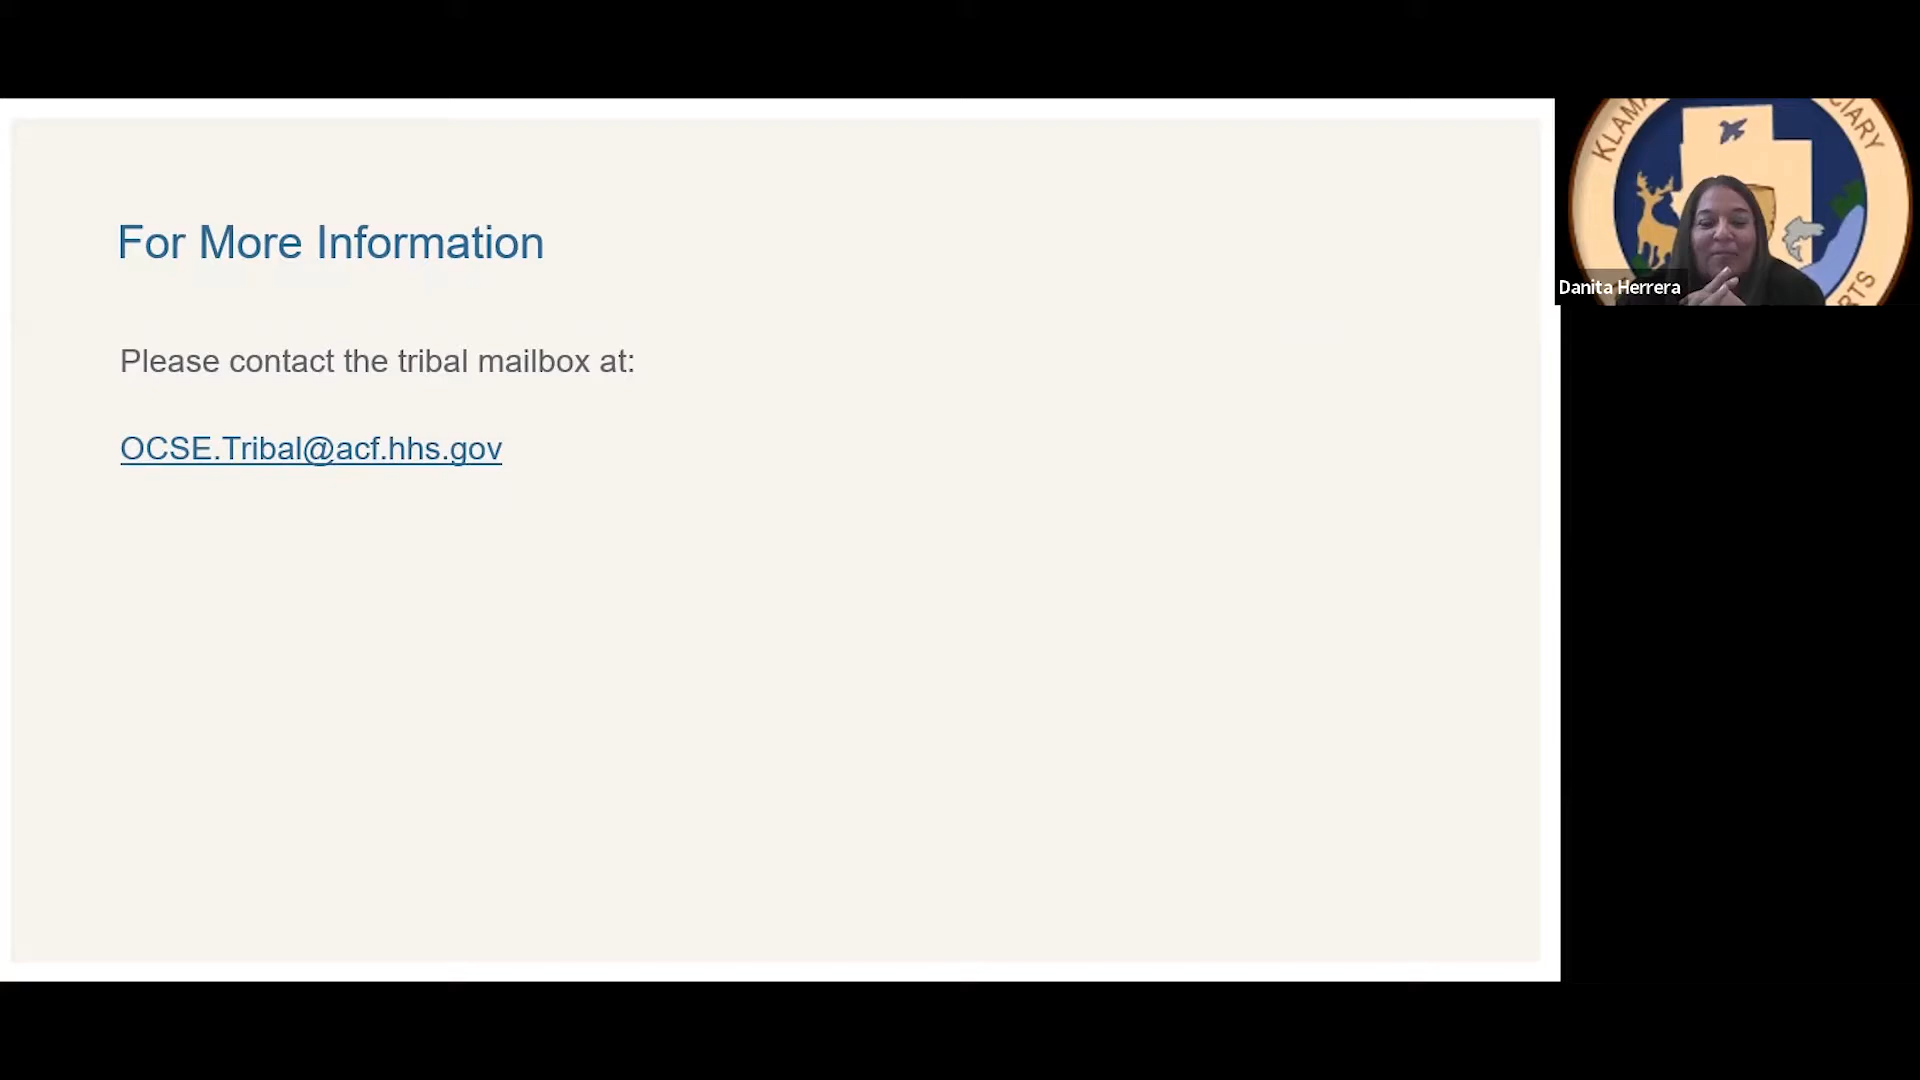 For More Information
Please contact the tribal mailbox at:
OCSE.Tribal@acf.hhs.gov
Danita Herrera